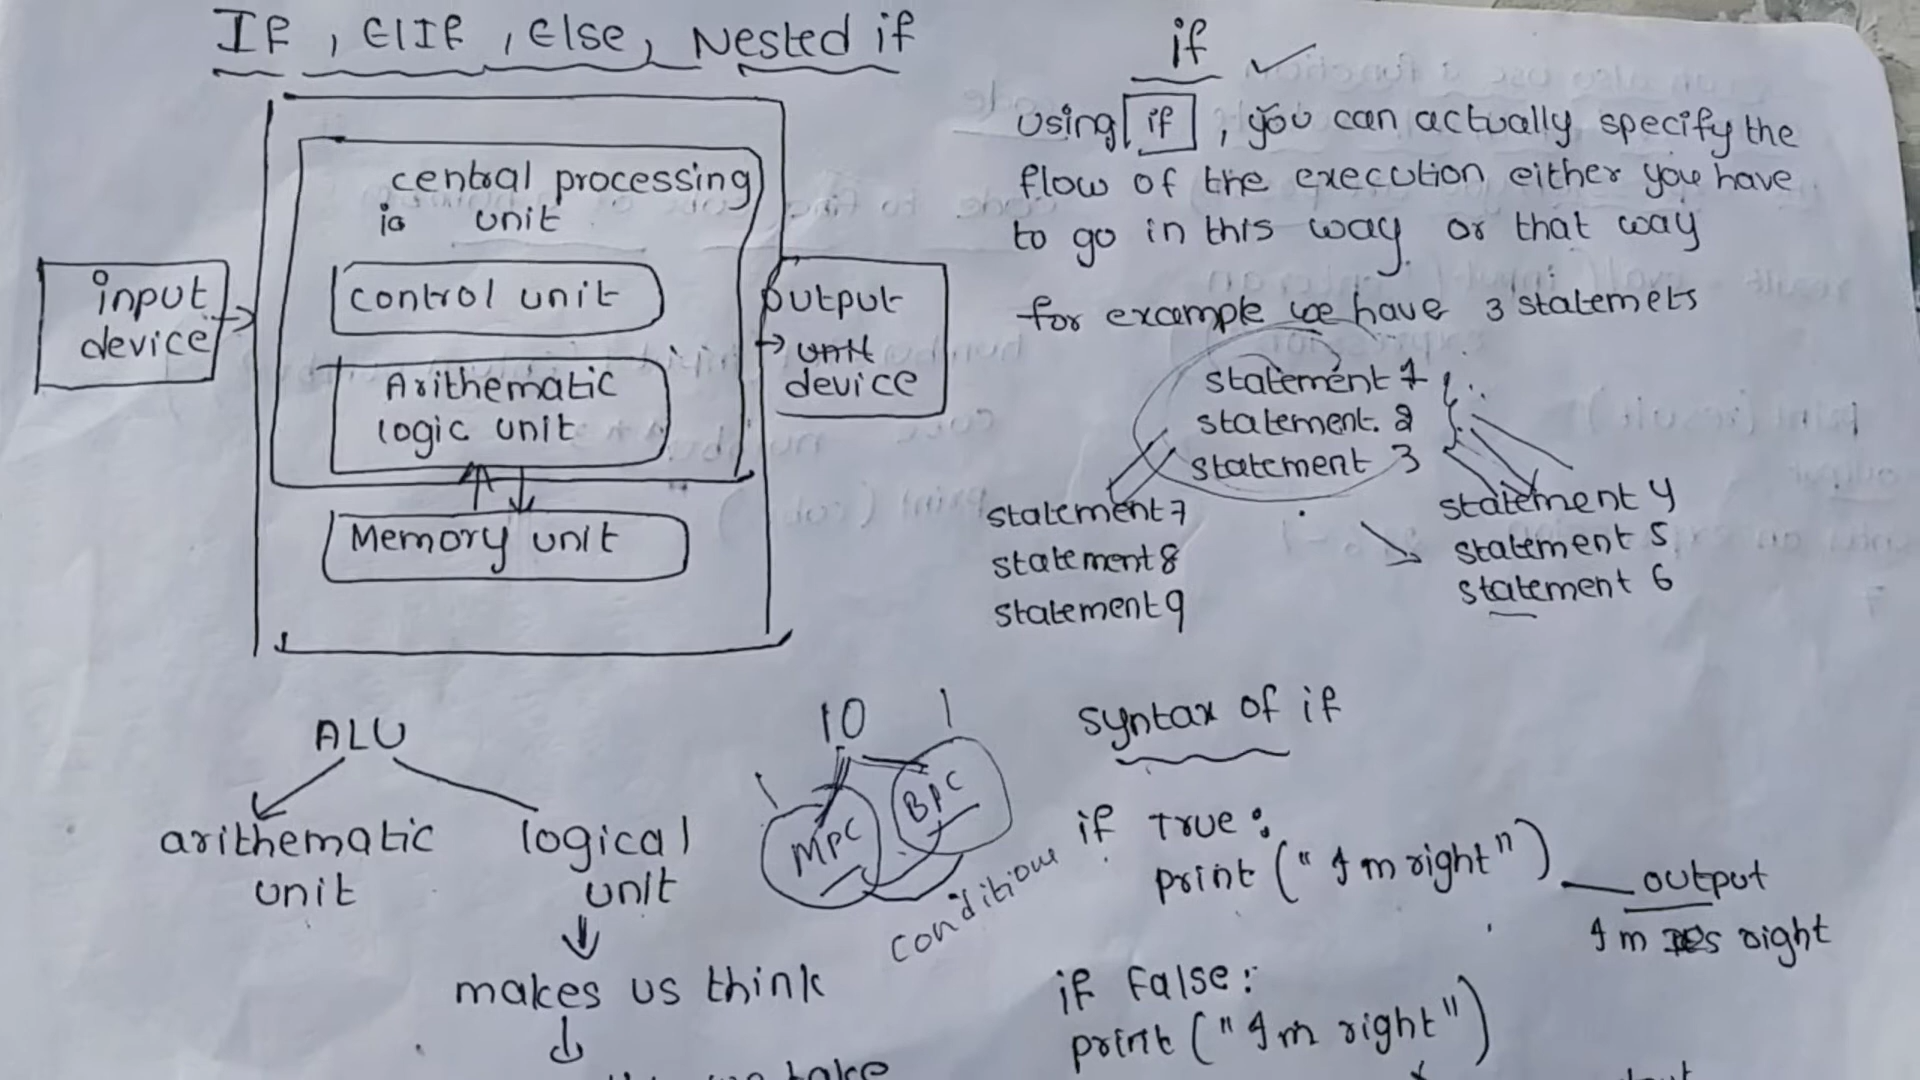 If, ElIf, Else, Nested if
central processing
unit
input
device
control unit
Arithematic
logic unit
Memory unit
output
unit
device
ALU
arithematic
unit
logical
unit
makes us think
take
10
MPC
BPC
condition
if
using if, you can actually specify the
flow of the execution either you have
to go in this way or that way
for example we have 3 statemets
statement 1
statement. 2
statement 3
statement 7
statement 8
statement 9
statement 4
statement 5
statement 6
syntax of if
if True:
print ("I m right")
output
I m right
if False:
print ("I m right")